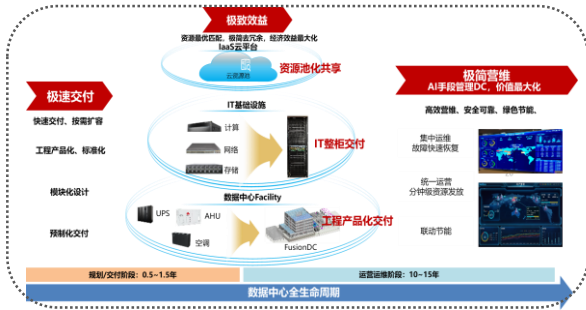 极致效益
资源最优匹配，极简去冗余，经济效益最大化
IaaS云平台
云资源池
资源池化共享
极速交付
快速交付、按需扩容
工程产品化、标准化
模块化设计
预制化交付
IT基础设施
计算
网络
存储
IT整柜交付
数据中心Facility
UPS
AHU
空调
FusionDC
工程产品化交付
极简营维
AI手段管理DC，价值最大化
高效营维、安全可靠、绿色节能、
集中运维
故障快速恢复
统一运营
分钟级资源发放
联动节能
规划/交付阶段：0.5~1.5年
运营运维阶段：10~15年
数据中心全生命周期